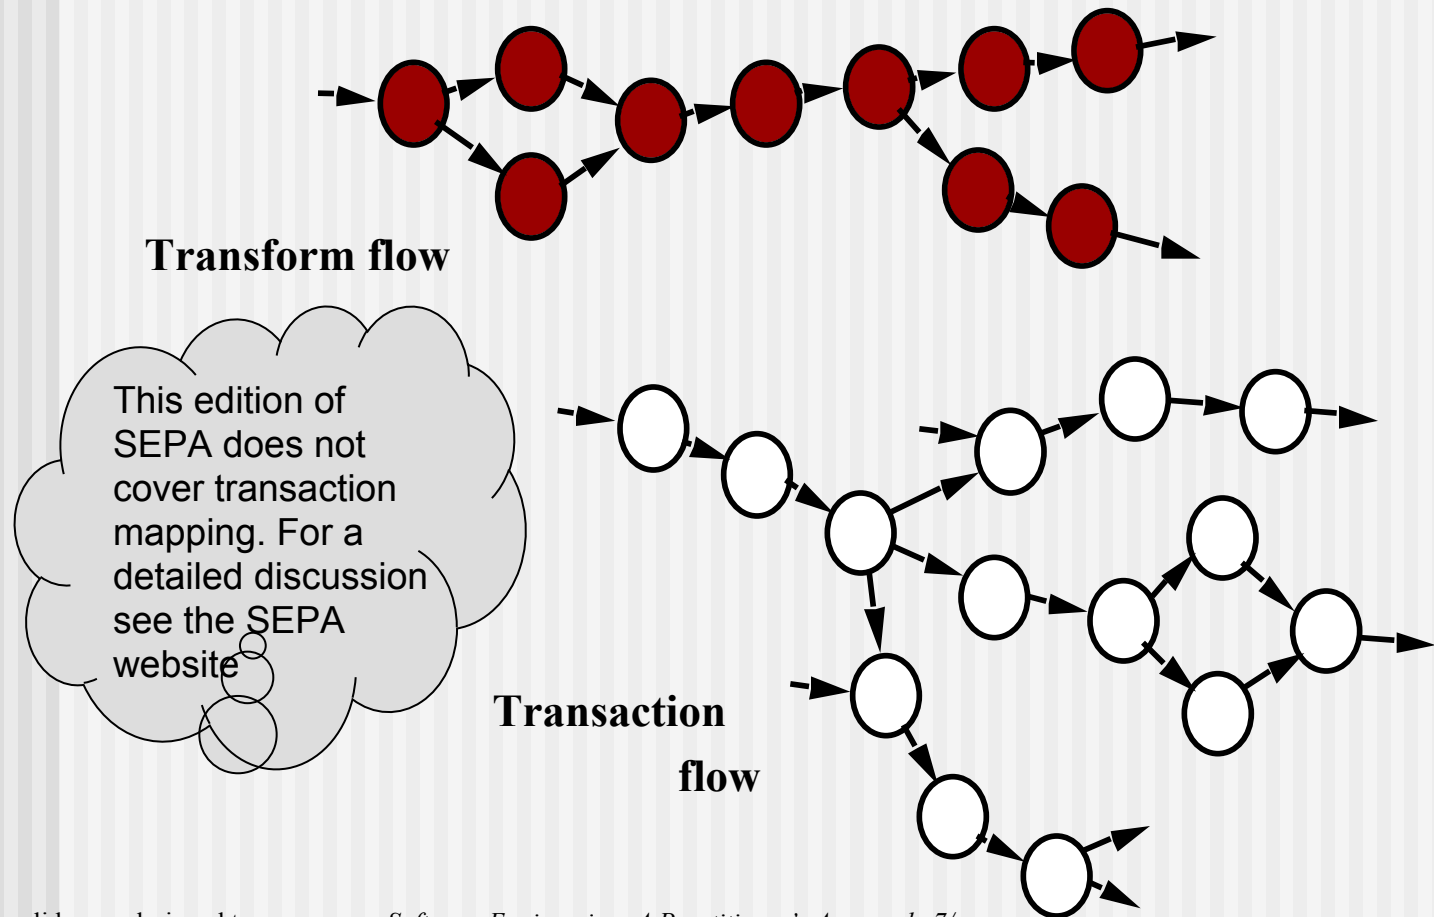 Transform flow
This edition of
SEPA does not
cover transaction
mapping. For a
detailed discussion
see the SEPA
website
Transaction
flow